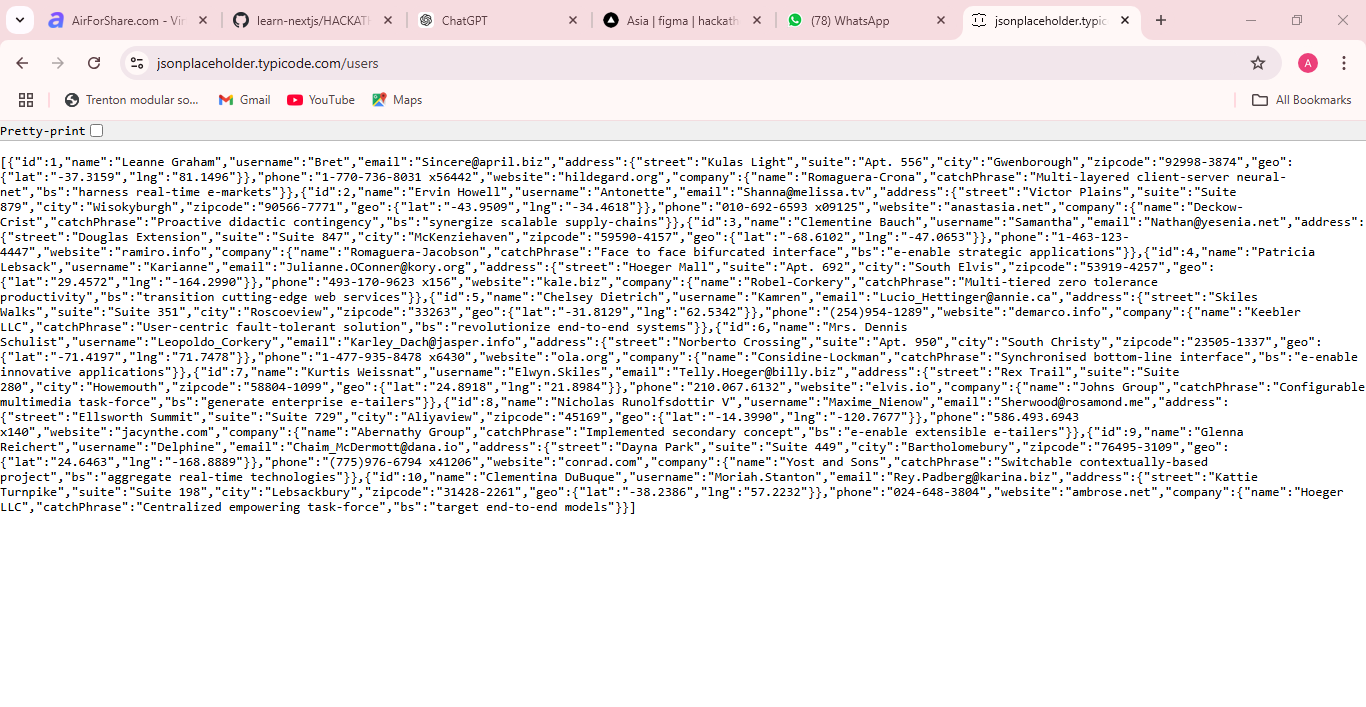 AirForShare.com - Vir
learn-nextjs/HACKATH
ChatGPT
Asia | figma | hackath
(78) WhatsApp
jsonplaceholder.typic
jsonplaceholder.typicode.com/users
A
Trenton modular so...
Gmail
YouTube
Maps
All Bookmarks
Pretty-print
[{"id":1,"name":"Leanne Graham","username":"Bret","email":"Sincere@april.biz","address":{"street":"Kulas Light","suite":"Apt. 556","city":"Gwenborough","zipcode":"92998-3874","geo":
{"lat":"-37.3159","lng":"81.1496"}},"phone":"1-770-736-8031 x56442","website":"hildegard.org","company":{"name":"Romaguera-Crona","catchPhrase":"Multi-layered client-server neural-
net","bs":"harness real-time e-markets"}},{"id":2,"name":"Ervin Howell","username":"Antonette","email":"Shanna@melissa.tv","address":{"street":"Victor Plains","suite":"Suite
879","city":"Wisokyburgh","zipcode":"90566-7771","geo":{"lat":"-43.9509","lng":"-34.4618"}},"phone":"010-692-6593 x09125","website":"anastasia.net","company":{"name":"Deckow-
Crist","catchPhrase":"Proactive didactic contingency","bs":"synergize scalable supply-chains"}},{"id":3,"name":"Clementine Bauch","username":"Samantha","email":"Nathan@yesenia.net","address":
{"street":"Douglas Extension","suite":"Suite 847","city":"McKenziehaven","zipcode":"59590-4157","geo":{"lat":"-68.6102","lng":"-47.0653"}},"phone":"1-463-123-
4447","website":"ramiro.info","company":{"name":"Romaguera-Jacobson","catchPhrase":"Face to face bifurcated interface","bs":"e-enable strategic applications"}},{"id":4,"name":"Patricia
Lebsack","username":"Karianne","email":"Julianne.OConner@kory.org","address":{"street":"Hoeger Mall","suite":"Apt. 692","city":"South Elvis","zipcode":"53919-4257","geo":
{"lat":"29.4572","lng":"-164.2990"}},"phone":"493-170-9623 x156","website":"kale.biz","company":{"name":"Robel-Corkery","catchPhrase":"Multi-tiered zero tolerance
productivity","bs":"transition cutting-edge web services"}},{"id":5,"name":"Chelsey Dietrich","username":"Kamren","email":"Lucio_Hettinger@annie.ca","address":{"street":"Skiles
Walks","suite":"Suite 351","city":"Roscoeview","zipcode":"33263","geo":{"lat":"-31.8129","lng":"62.5342"}},"phone":"(254)954-1289","website":"demarco.info","company":{"name":"Keebler
LLC","catchPhrase":"User-centric fault-tolerant solution","bs":"revolutionize end-to-end systems"}},{"id":6,"name":"Mrs. Dennis
Schulist","username":"Leopoldo_Corkery","email":"Karley_Dach@jasper.info","address":{"street":"Norberto Crossing","suite":"Apt. 950","city":"South Christy","zipcode":"23505-1337","geo":
{"lat":"-71.4197","lng":"71.7478"}},"phone":"1-477-935-8478 x6430","website":"ola.org","company":{"name":"Considine-Lockman","catchPhrase":"Synchronised bottom-line interface","bs":"e-enable
innovative applications"}},{"id":7,"name":"Kurtis Weissnat","username":"Elwyn.Skiles","email":"Telly.Hoeger@billy.biz","address":{"street":"Rex Trail","suite":"Suite
280","city":"Howemouth","zipcode":"58804-1099","geo":{"lat":"24.8918","lng":"21.8984"}},"phone":"210.067.6132","website":"elvis.io","company":{"name":"Johns Group","catchPhrase":"Configurable
multimedia task-force","bs":"generate enterprise e-tailers"}},{"id":8,"name":"Nicholas Runolfsdottir V","username":"Maxime_Nienow","email":"Sherwood@rosamond.me","address":
{"street":"Ellsworth Summit","suite":"Suite 729","city":"Aliyaview","zipcode":"45169","geo":{"lat":"-14.3990","lng":"-120.7677"}},"phone":"586.493.6943
x140","website":"jacynthe.com","company":{"name":"Abernathy Group","catchPhrase":"Implemented secondary concept","bs":"e-enable extensible e-tailers"}},{"id":9,"name":"Glenna
Reichert","username":"Delphine","email":"Chaim_McDermott@dana.io","address":{"street":"Dayna Park","suite":"Suite 449","city":"Bartholomebury","zipcode":"76495-3109","geo":
{"lat":"24.6463","lng":"-168.8889"}},"phone":"(775)976-6794 x41206","website":"conrad.com","company":{"name":"Yost and Sons","catchPhrase":"Switchable contextually-based
project","bs":"aggregate real-time technologies"}},{"id":10,"name":"Clementina DuBuque","username":"Moriah.Stanton","email":"Rey.Padberg@karina.biz","address":{"street":"Kattie
Turnpike","suite":"Suite 198","city":"Lebsackbury","zipcode":"31428-2261","geo":{"lat":"-38.2386","lng":"57.2232"}},"phone":"024-648-3804","website":"ambrose.net","company":{"name":"Hoeger
LLC","catchPhrase":"Centralized empowering task-force","bs":"target end-to-end models"}}]